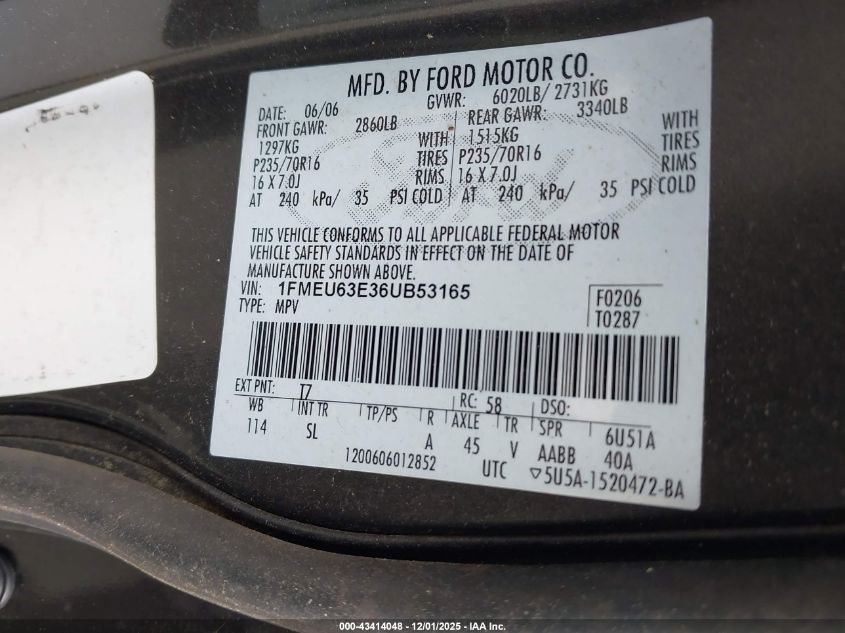 MFD. BY FORD MOTOR CO.
DATE: 06/06 GVWR: 6020LB/ 2731KG
FRONT GAWR: 2860LB REAR GAWR: 3340LB
1297KG WITH 1515KG WITH
P235/70R16 TIRES P235/70R16 TIRES
16 X 7.0J RIMS 16 X 7.0J RIMS
AT 240 kPa/ 35 PSI COLD AT 240 kPa/ 35 PSI COLD
Ford
THIS VEHICLE CONFORMS TO ALL APPLICABLE FEDERAL MOTOR
VEHICLE SAFETY STANDARDS IN EFFECT ON THE DATE OF
MANUFACTURE SHOWN ABOVE.
VIN: 1FMEU63E36UB53165 F0206
TYPE: MPV T0287
EXT PNT: T7 RC: 58 DSO:
WB INT TR TP/PS R AXLE TR SPR 6U51A
114 SL A 45 V AABB 40A
1200606012852 UTC ▽5U5A-1520472-BA
000-43414048 - 12/01/2025 - IAA Inc.